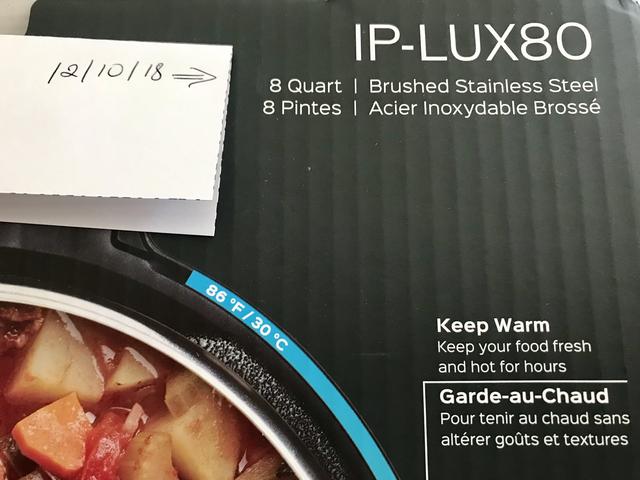 IP-LUX80
12/10/18 ⇒
8 Quart | Brushed Stainless Steel
8 Pintes | Acier Inoxydable Brossé
86 °F / 30 °C
Keep Warm
Keep your food fresh
and hot for hours
Garde-au-Chaud
Pour tenir au chaud sans
altérer goûts et textures